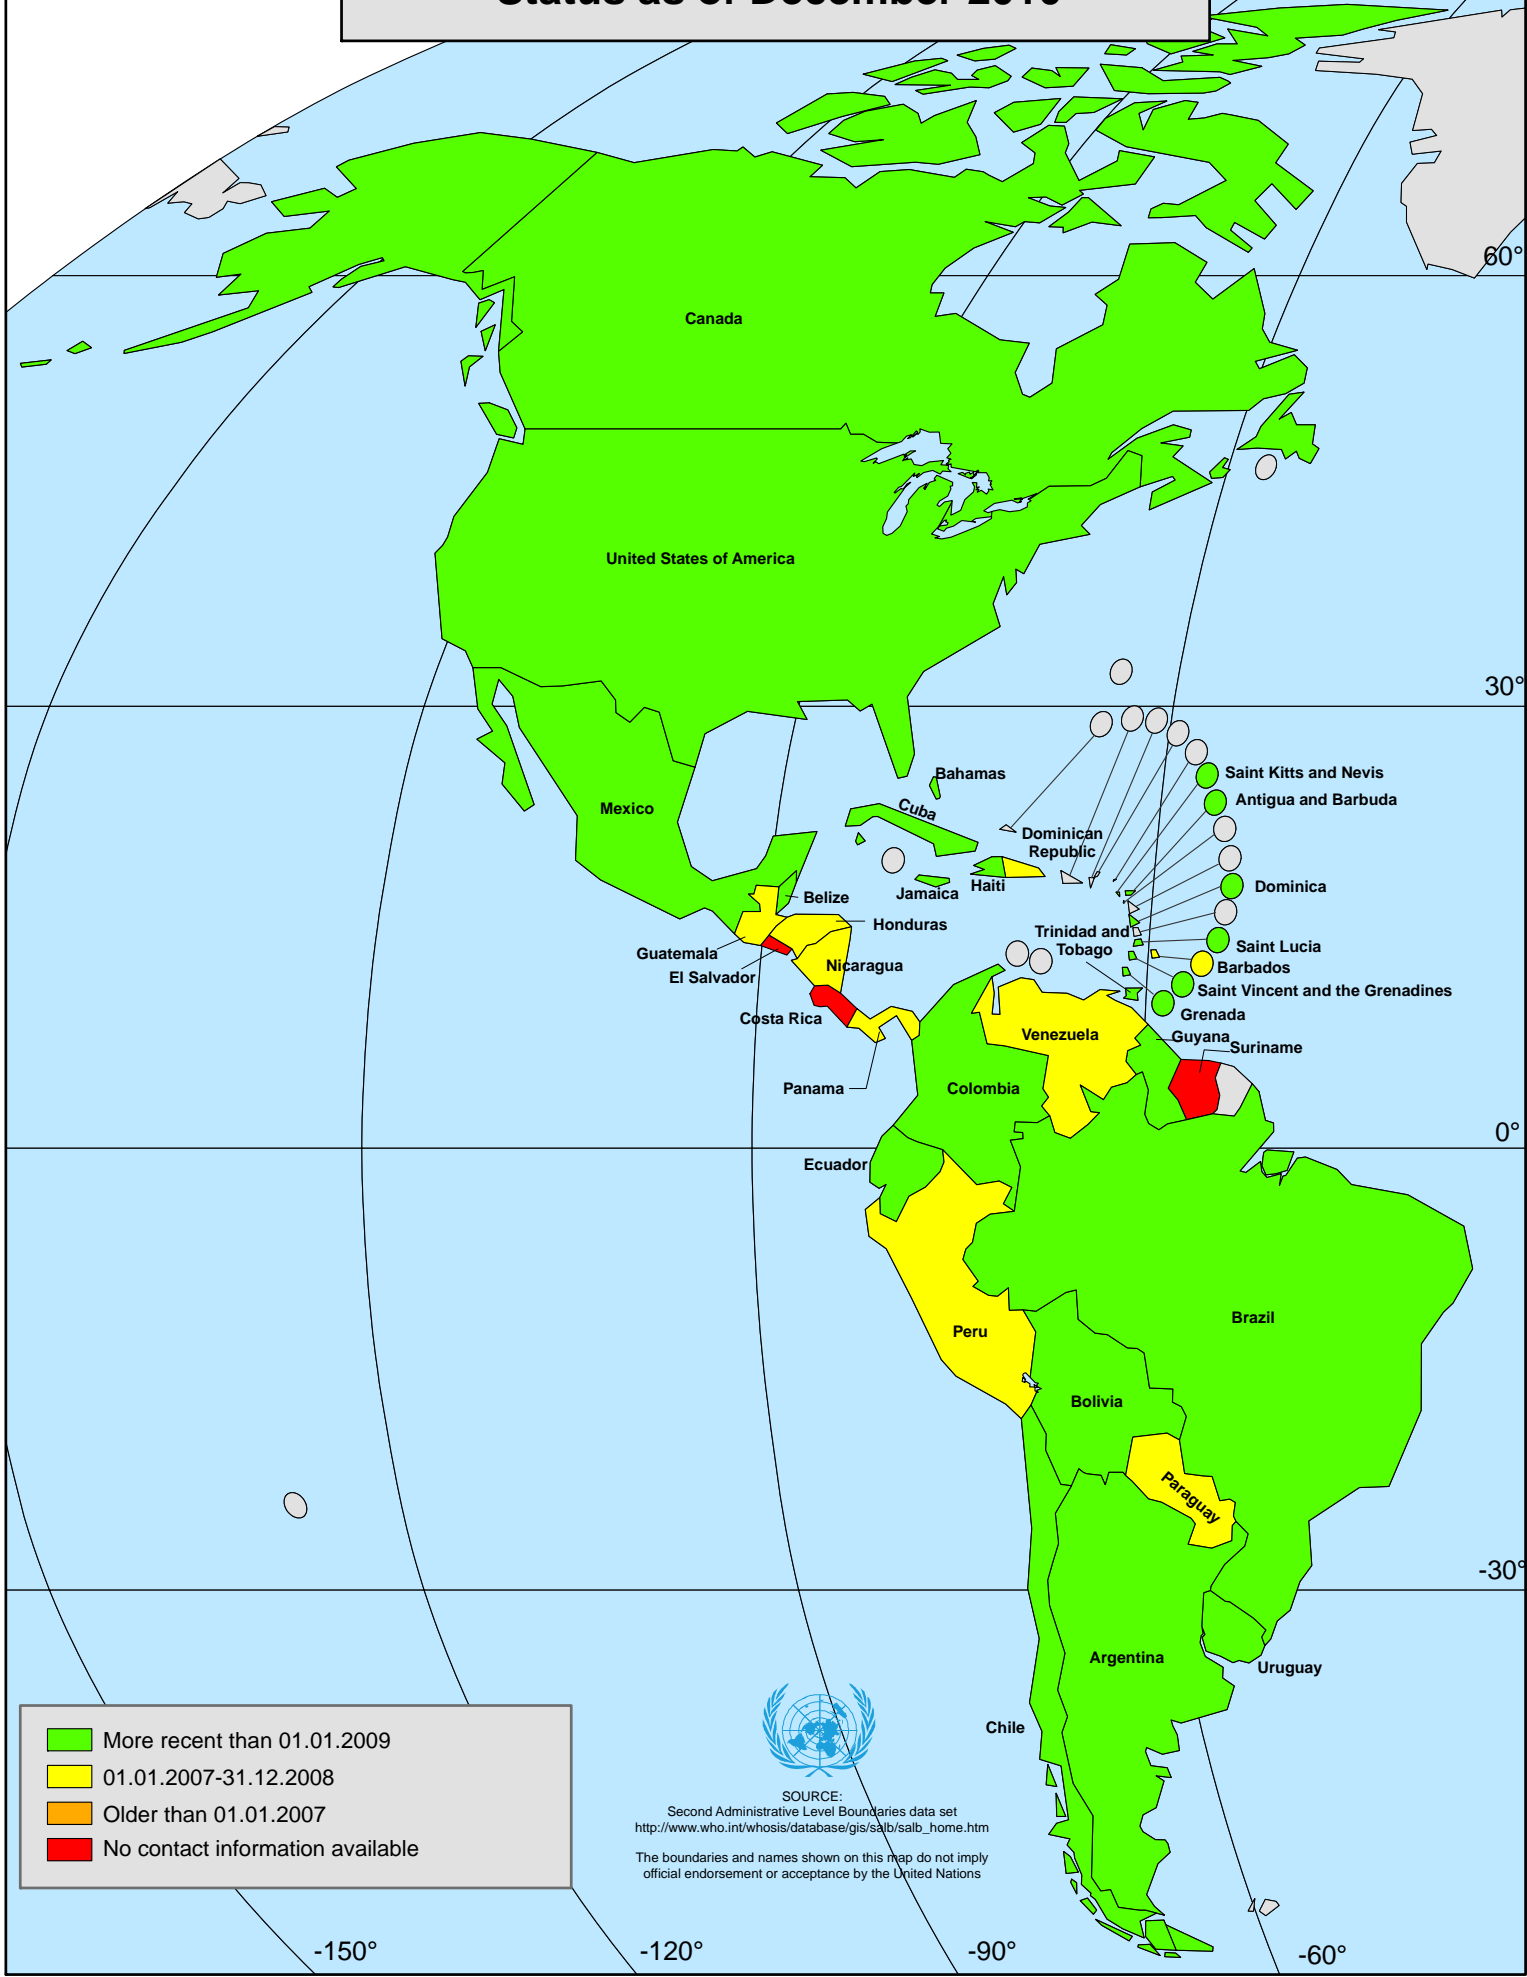 Status as of December 2010
60°
Canada
United States of America
30°
Saint Kitts and Nevis
Bahamas
Antigua and Barbuda
Mexico
Cuba
Dominican
Republic
Haiti
Jamaica
Dominica
Belize
Honduras
Trinidad and
Tobago
Saint Lucia
Guatemala
El Salvador
Nicaragua
Barbados
Saint Vincent and the Grenadines
Costa Rica
Grenada
Venezuela
Guyana
Suriname
Panama
Colombia
0°
Ecuador
Brazil
Peru
Bolivia
Paraguay
-30°
Argentina
Uruguay
Chile
More recent than 01.01.2009
01.01.2007-31.12.2008
Older than 01.01.2007
No contact information available
SOURCE:
Second Administrative Level Boundaries data set
http://www.who.int/whosis/database/gis/salb/salb_home.htm
The boundaries and names shown on this map do not imply
official endorsement or acceptance by the United Nations
-150°
-120°
-90°
-60°